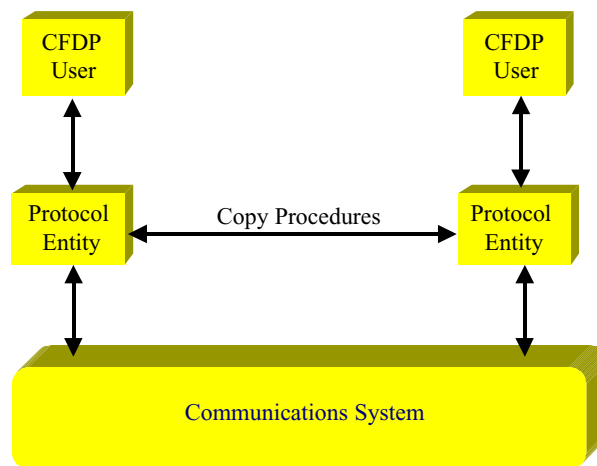 CFDP
User
CFDP
User
Protocol
Entity
Copy Procedures
Protocol
Entity
Communications System